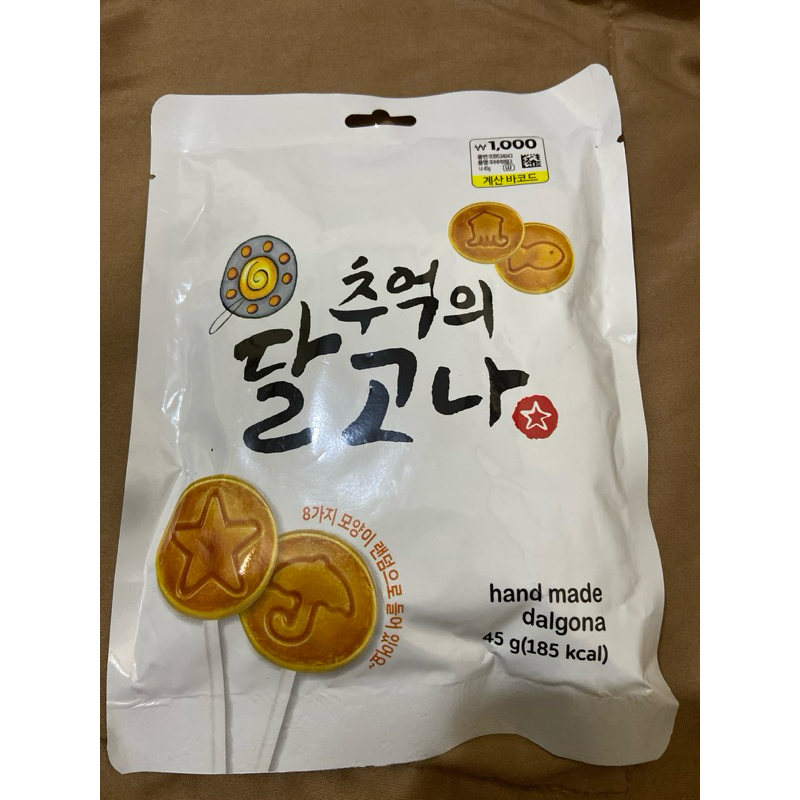 ₩1,000
계산 바코드
추억의
달고나
8가지 모양이 랜덤으로 들어 있어요~
hand made
dalgona
45 g(185 kcal)